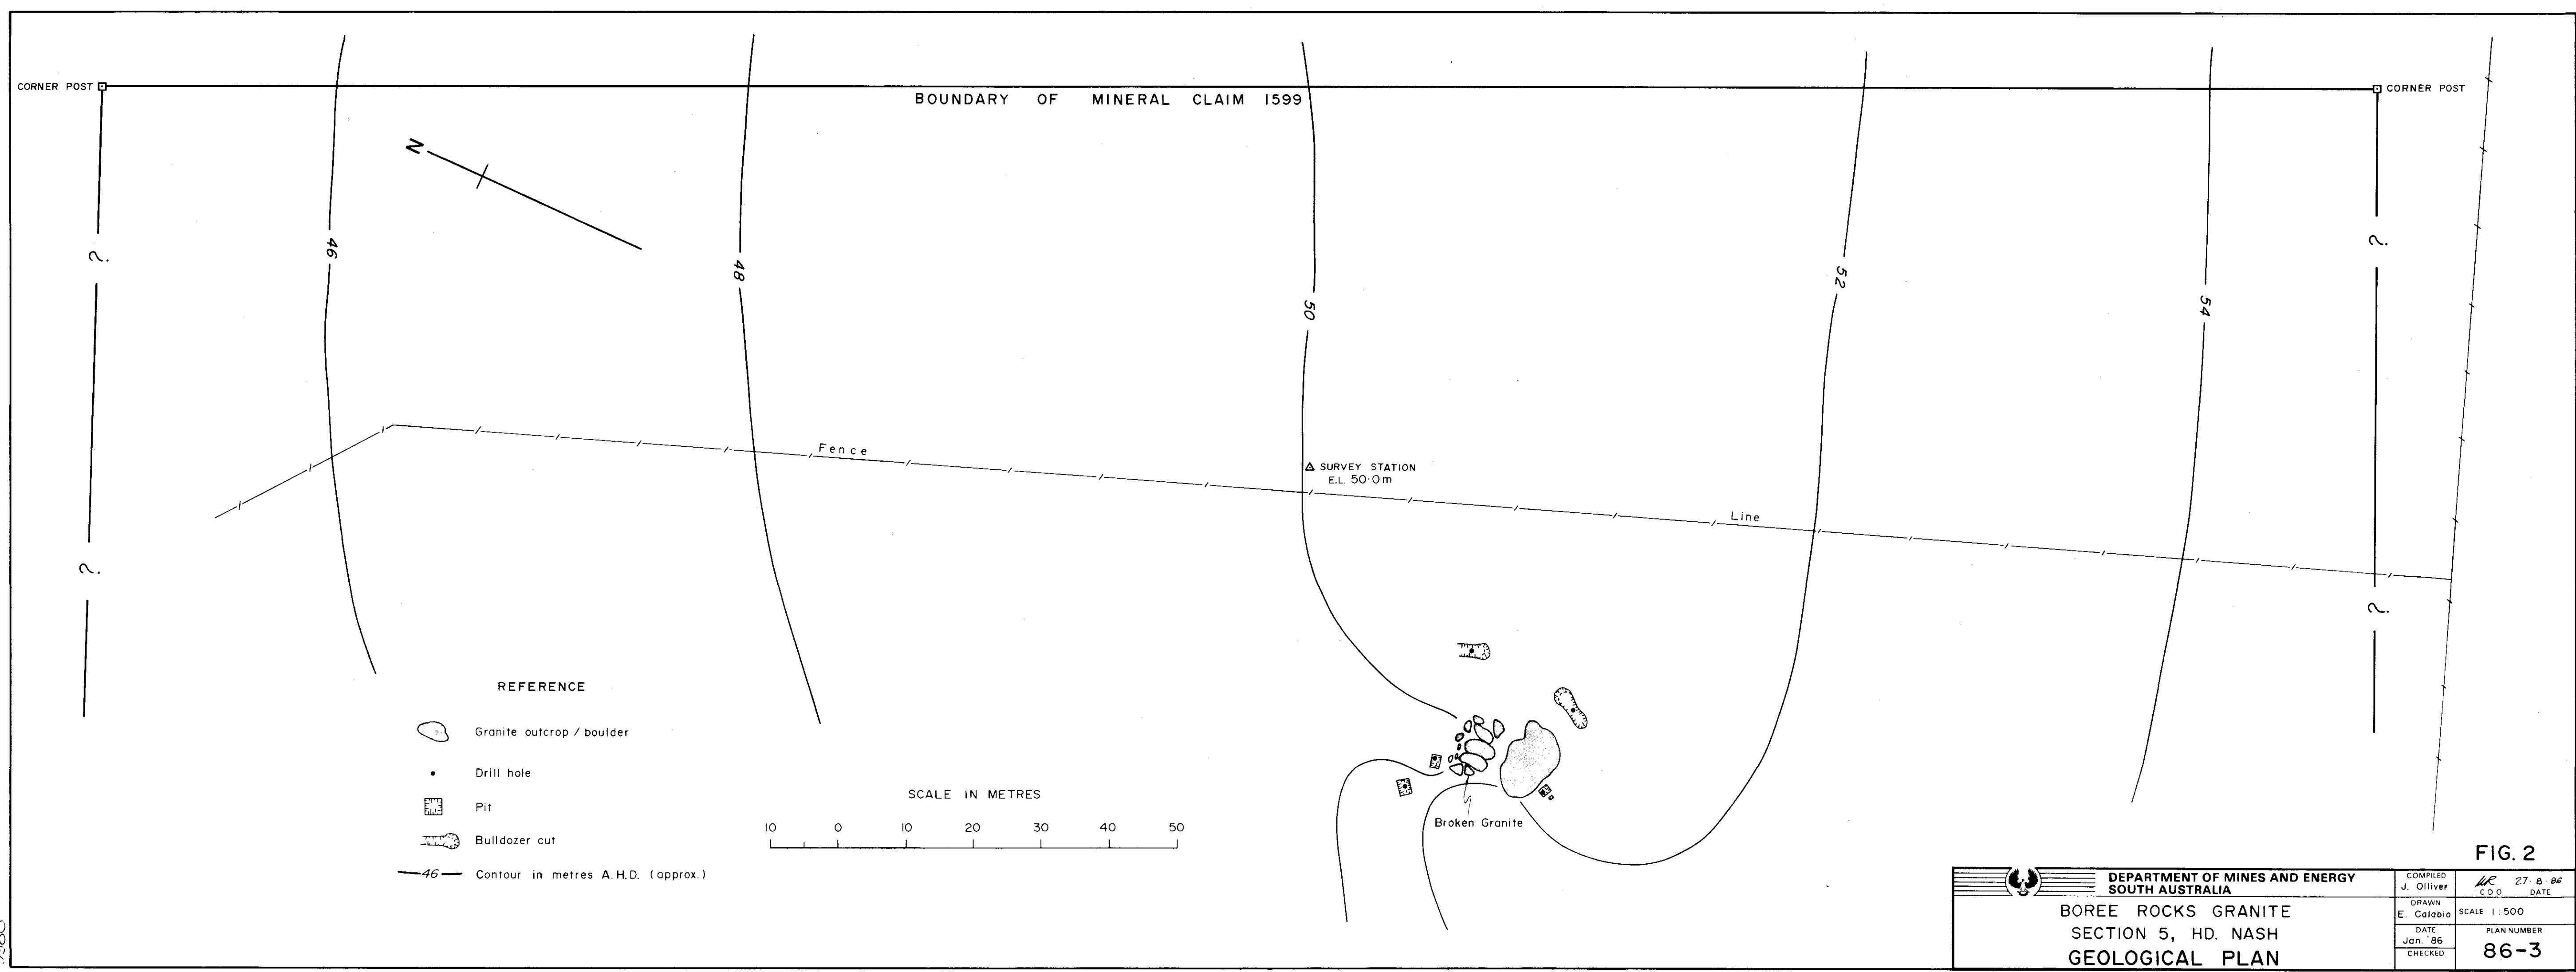 CORNER POST
BOUNDARY OF MINERAL CLAIM 1599
CORNER POST
N
46
48
50
52
54
?
?
?
?
Fence
Line
SURVEY STATION
E.L. 50·0m
REFERENCE
Granite outcrop / boulder
Drill hole
Pit
Bulldozer cut
46 Contour in metres A.H.D. (approx.)
SCALE IN METRES
10 0 10 20 30 40 50
Broken Granite
FIG. 2
DEPARTMENT OF MINES AND ENERGY
SOUTH AUSTRALIA
BOREE ROCKS GRANITE
SECTION 5, HD. NASH
GEOLOGICAL PLAN
COMPILED
J. Olliver
DRAWN
E. Calabio
DATE
Jan. '86
CHECKED
27·8·86
C D O DATE
SCALE 1:500
PLAN NUMBER
86-3